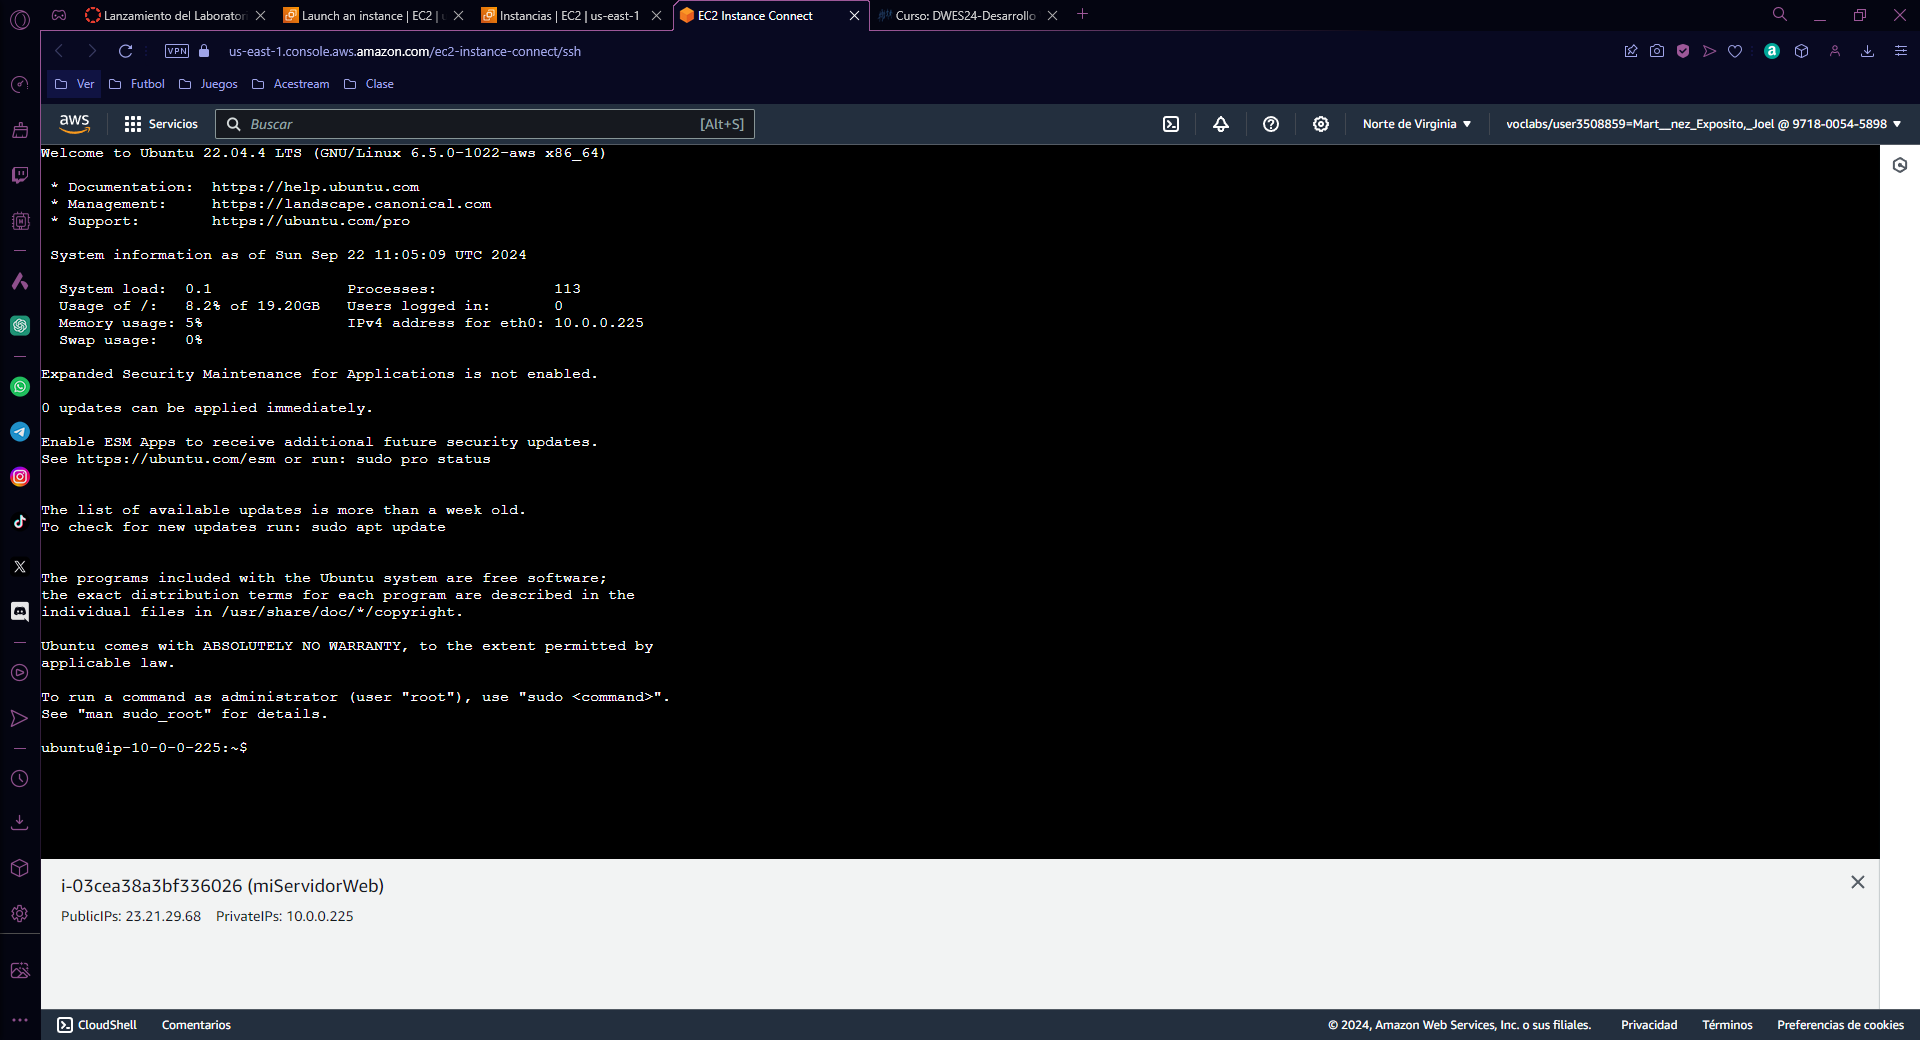 Lanzamiento del Laborator
Launch an instance | EC2 | u
Instancias | EC2 | us-east-1
EC2 Instance Connect
Curso: DWES24-Desarrollo
VPN
us-east-1.console.aws.amazon.com/ec2-instance-connect/ssh
Ver
Futbol
Juegos
Acestream
Clase
aws
Servicios
Buscar
[Alt+S]
Norte de Virginia
voclabs/user3508859=Mart__nez_Exposito,_Joel @ 9718-0054-5898
Welcome to Ubuntu 22.04.4 LTS (GNU/Linux 6.5.0-1022-aws x86_64)
* Documentation:  https://help.ubuntu.com
* Management:     https://landscape.canonical.com
* Support:        https://ubuntu.com/pro
System information as of Sun Sep 22 11:05:09 UTC 2024
System load:  0.1               Processes:             113
Usage of /:   8.2% of 19.20GB   Users logged in:       0
Memory usage: 5%                IPv4 address for eth0: 10.0.0.225
Swap usage:   0%
Expanded Security Maintenance for Applications is not enabled.
0 updates can be applied immediately.
Enable ESM Apps to receive additional future security updates.
See https://ubuntu.com/esm or run: sudo pro status
The list of available updates is more than a week old.
To check for new updates run: sudo apt update
The programs included with the Ubuntu system are free software;
the exact distribution terms for each program are described in the
individual files in /usr/share/doc/*/copyright.
Ubuntu comes with ABSOLUTELY NO WARRANTY, to the extent permitted by
applicable law.
To run a command as administrator (user "root"), use "sudo <command>".
See "man sudo_root" for details.
ubuntu@ip-10-0-0-225:~$
i-03cea38a3bf336026 (miServidorWeb)
PublicIPs: 23.21.29.68    PrivateIPs: 10.0.0.225
CloudShell
Comentarios
© 2024, Amazon Web Services, Inc. o sus filiales.
Privacidad
Términos
Preferencias de cookies